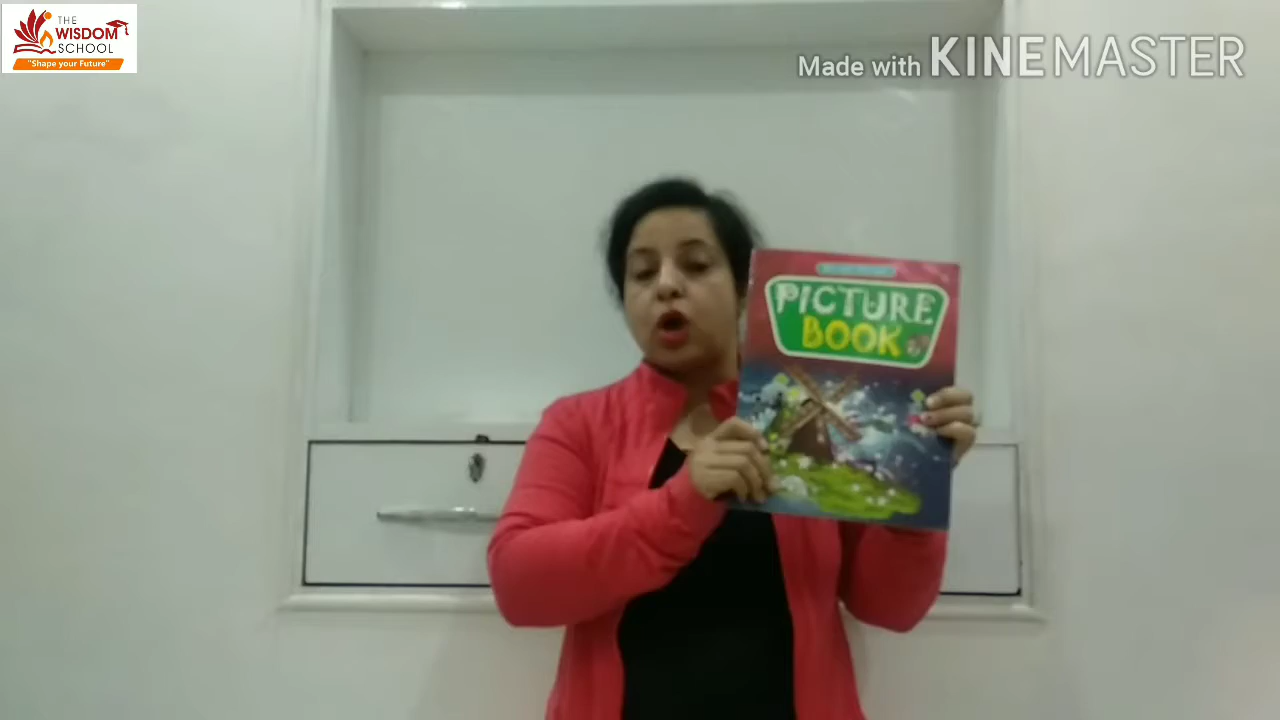 THE
WISDOM
SCHOOL
"Shape your Future"
Made with KINEMASTER
PICTURE
BOOK